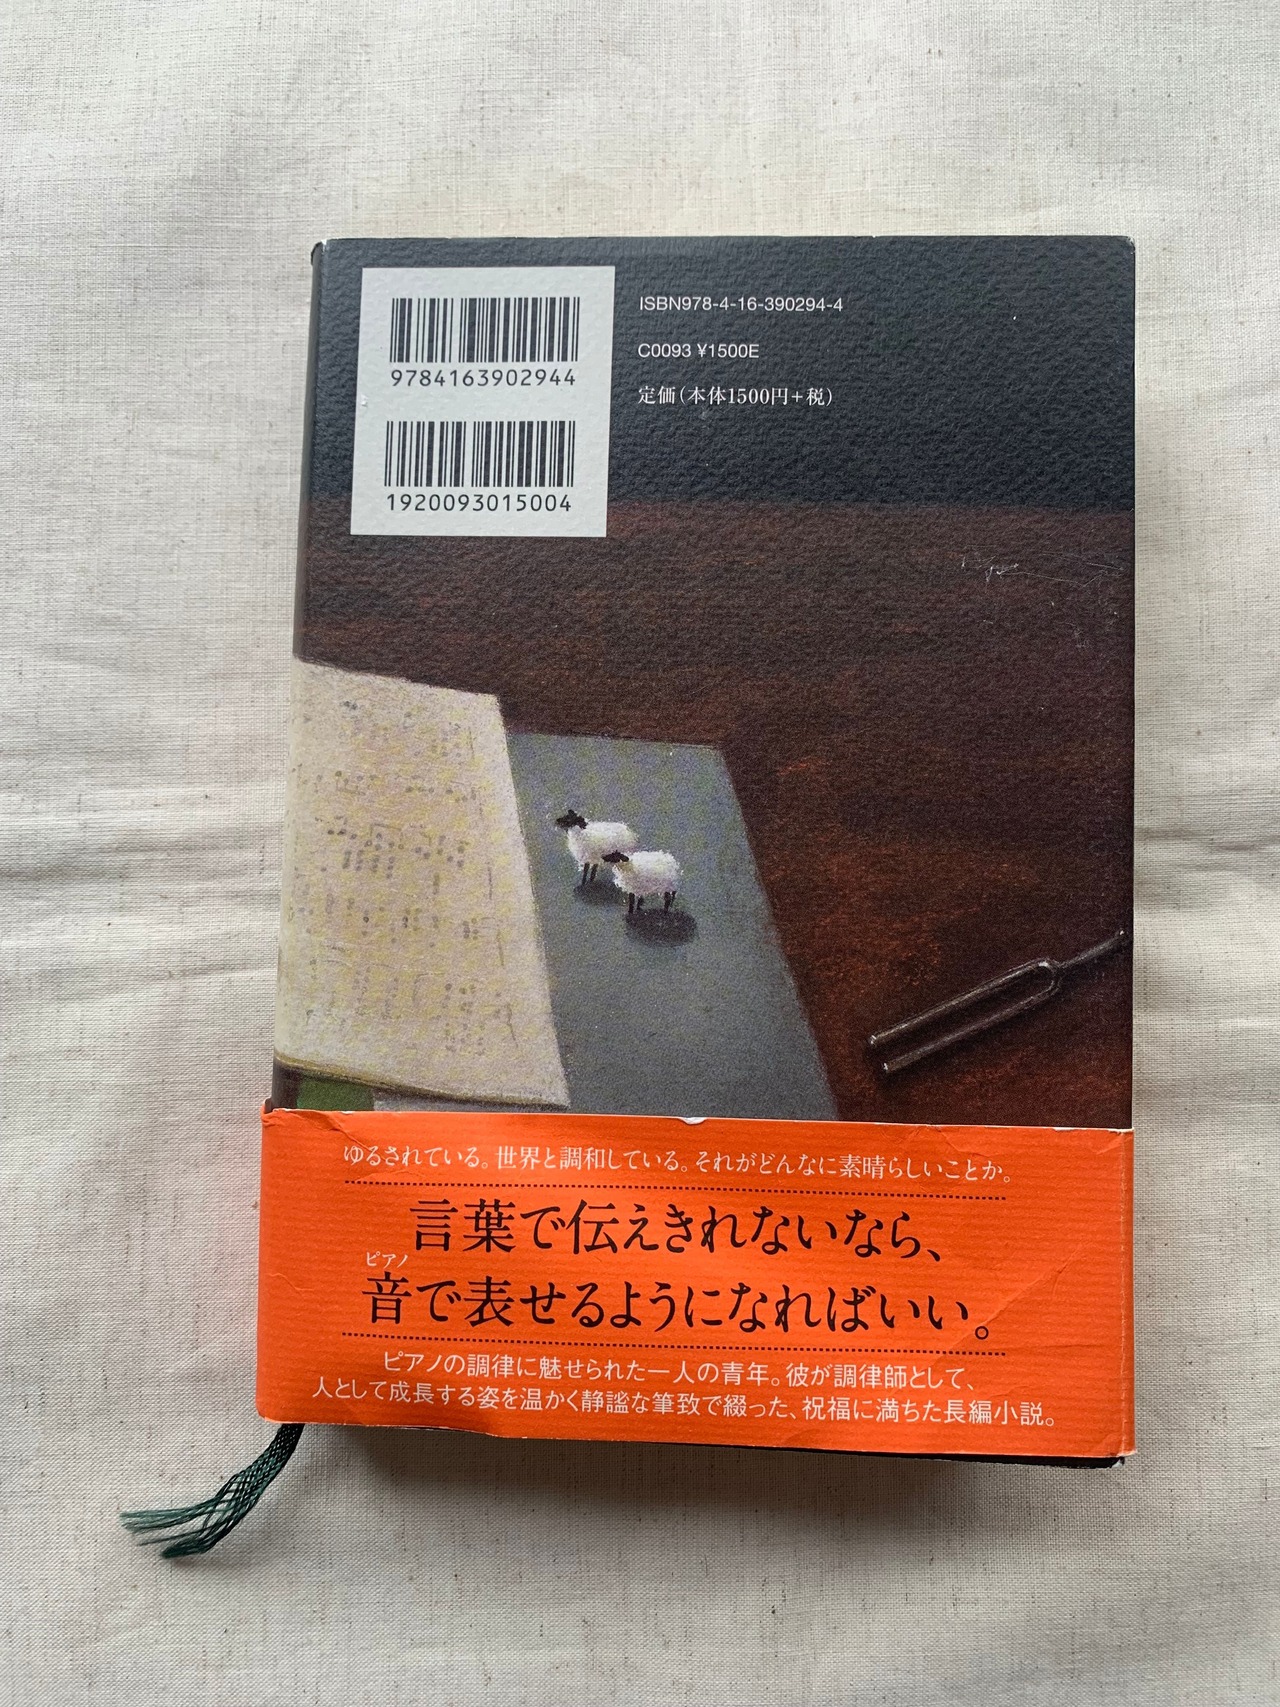 9784163902944
1920093015004
ISBN978-4-16-390294-4
C0093 ¥1500E
定価（本体1500円+税）
ゆるされている。世界と調和している。それがどんなに素晴らしいことか。
言葉で伝えきれないなら、
ピアノ
音で表せるようになればいい。
ピアノの調律に魅せられた一人の青年。彼が調律師として、
人として成長する姿を温かく静謐な筆致で綴った、祝福に満ちた長編小説。